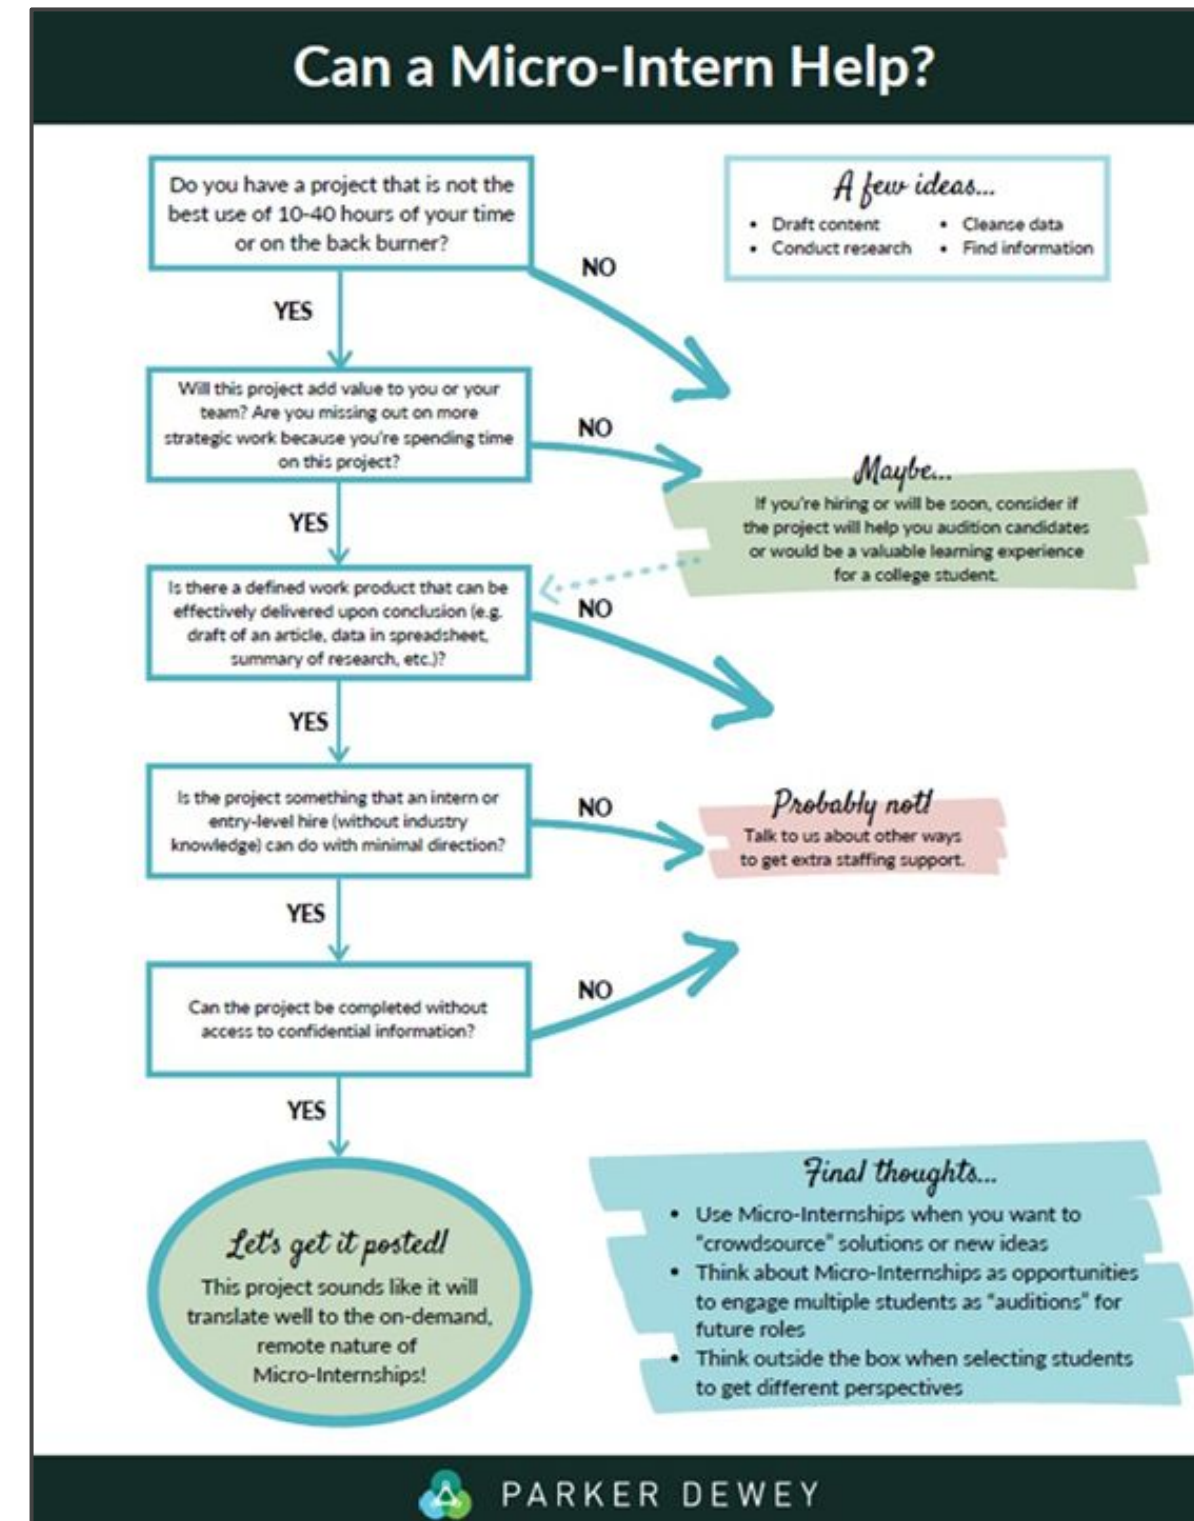 Can a Micro-Intern Help?
Do you have a project that is not the
best use of 10-40 hours of your time
or on the back burner?
A few ideas...
• Draft content
• Conduct research
• Cleanse data
• Find information
NO
YES
Will this project add value to you or your
team? Are you missing out on more
strategic work because you're spending time
on this project?
NO
Maybe...
If you're hiring or will be soon, consider if
the project will help you audition candidates
or would be a valuable learning experience
for a college student.
YES
Is there a defined work product that can be
effectively delivered upon conclusion (e.g.
draft of an article, data in spreadsheet,
summary of research, etc.)?
NO
YES
Is the project something that an intern or
entry-level hire (without industry
knowledge) can do with minimal direction?
NO
Probably not!
Talk to us about other ways
to get extra staffing support.
YES
Can the project be completed without
access to confidential information?
NO
YES
Let's get it posted!
This project sounds like it will
translate well to the on-demand,
remote nature of
Micro-Internships!
Final thoughts...
• Use Micro-Internships when you want to
"crowdsource" solutions or new ideas
• Think about Micro-Internships as opportunities
to engage multiple students as "auditions" for
future roles
• Think outside the box when selecting students
to get different perspectives
PARKER DEWEY